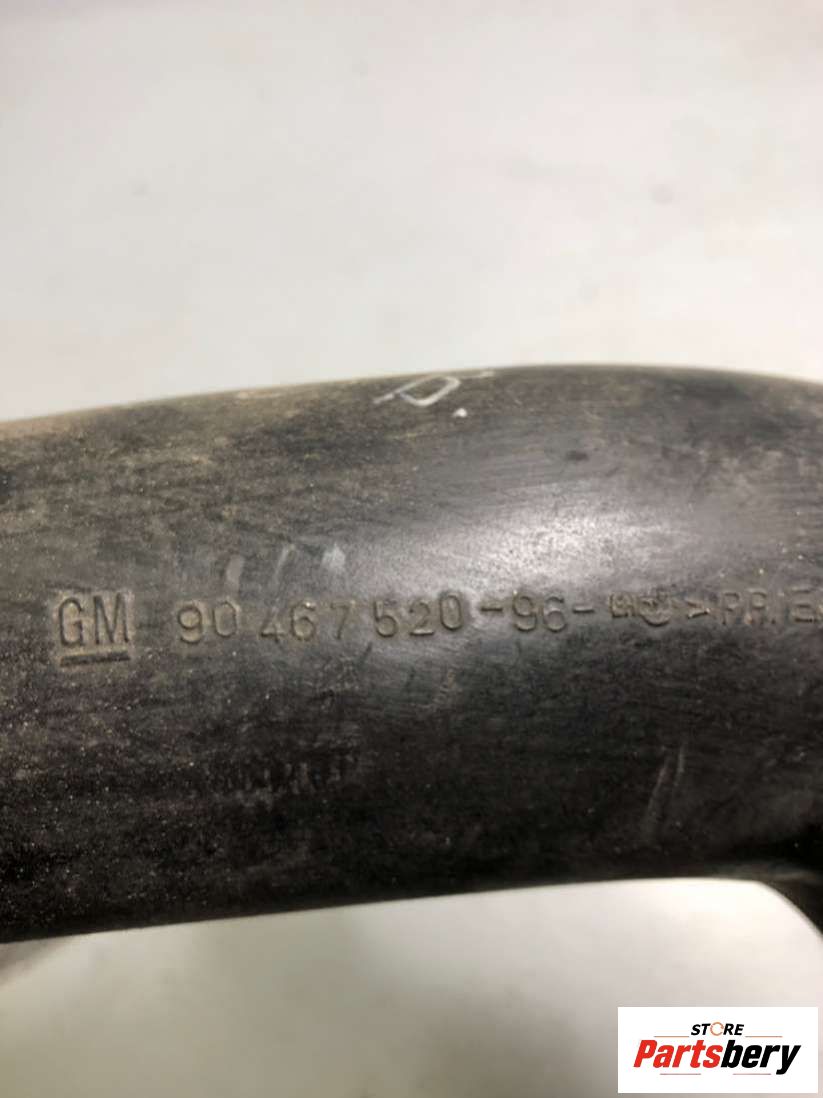 D
GM 90 467 520-96- P.P. E
STORE
Partsbery